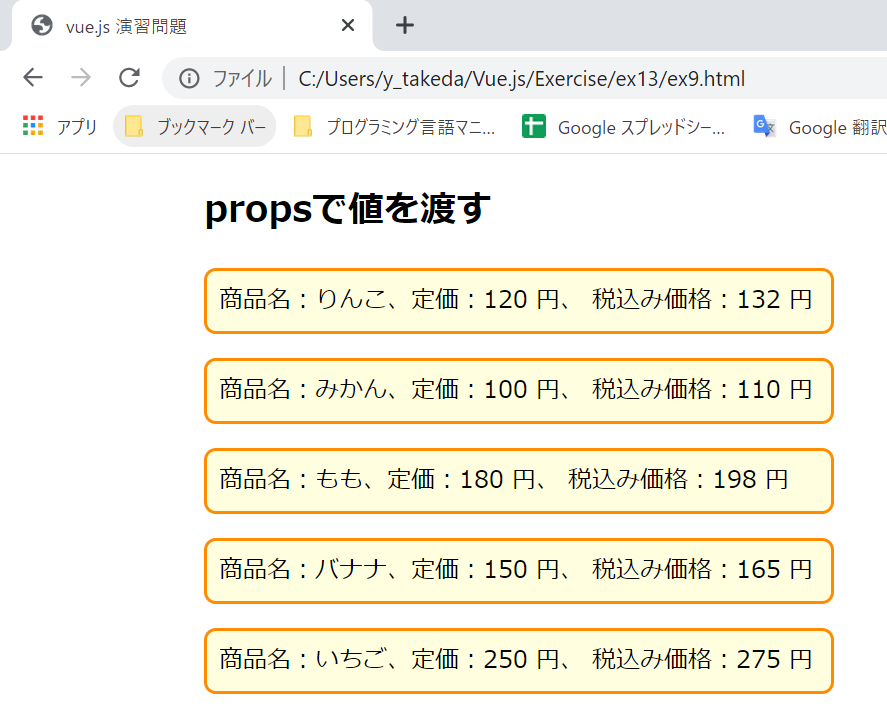 vue.js 演習問題
ファイル | C:/Users/y_takeda/Vue.js/Exercise/ex13/ex9.html
アプリ ブックマーク バー プログラミング言語マニ... Google スプレッドシー... Google 翻訳
propsで値を渡す
商品名：りんこ、定価：120 円、 税込み価格：132 円
商品名：みかん、定価：100 円、 税込み価格：110 円
商品名：もも、定価：180 円、 税込み価格：198 円
商品名：バナナ、定価：150 円、 税込み価格：165 円
商品名：いちご、定価：250 円、 税込み価格：275 円